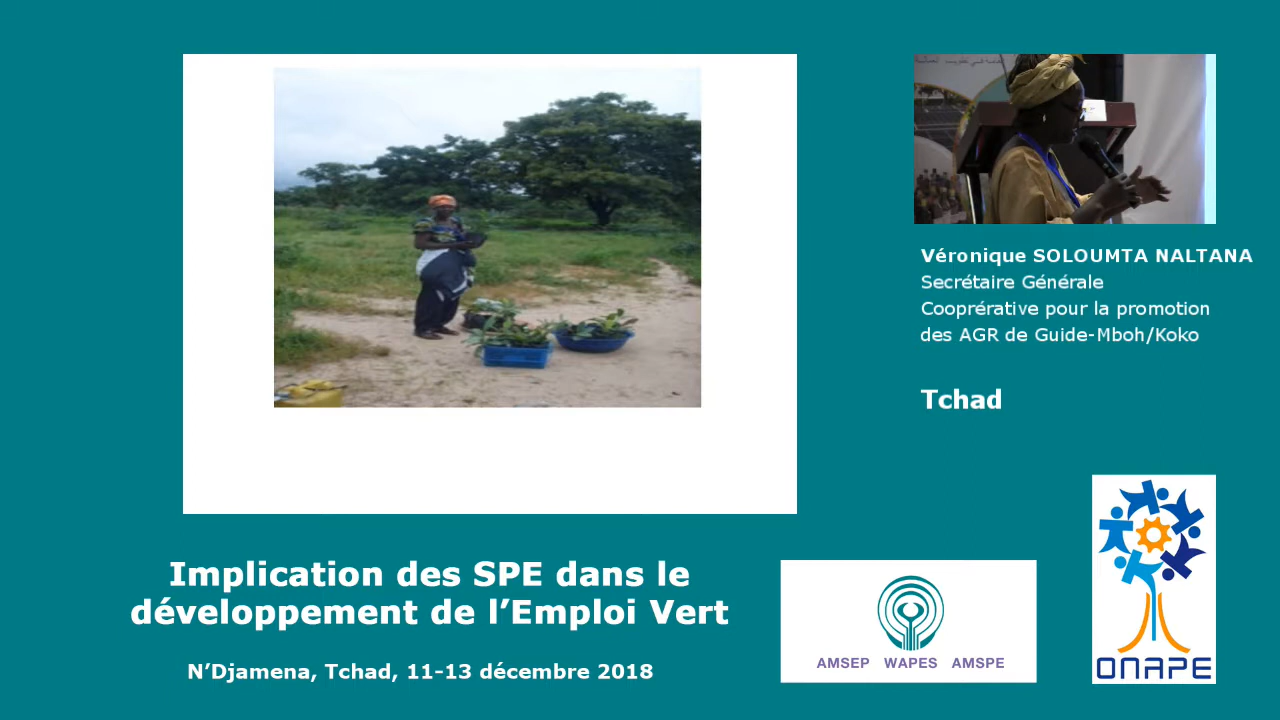 Véronique SOLOUMTA NALTANA
Secrétaire Générale
Cooprérative pour la promotion
des AGR de Guide-Mboh/Koko
Tchad
Implication des SPE dans le
développement de l’Emploi Vert
N’Djamena, Tchad, 11-13 décembre 2018
AMSEP WAPES AMSPE
ONAPE